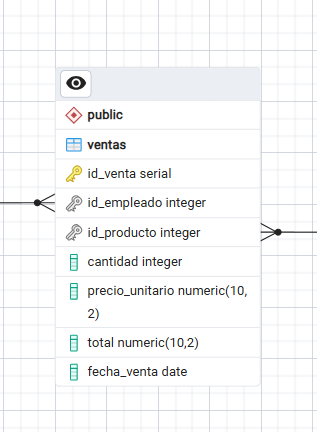 public
ventas
id_venta serial
id_empleado integer
id_producto integer
cantidad integer
precio_unitario numeric(10,
2)
total numeric(10,2)
fecha_venta date